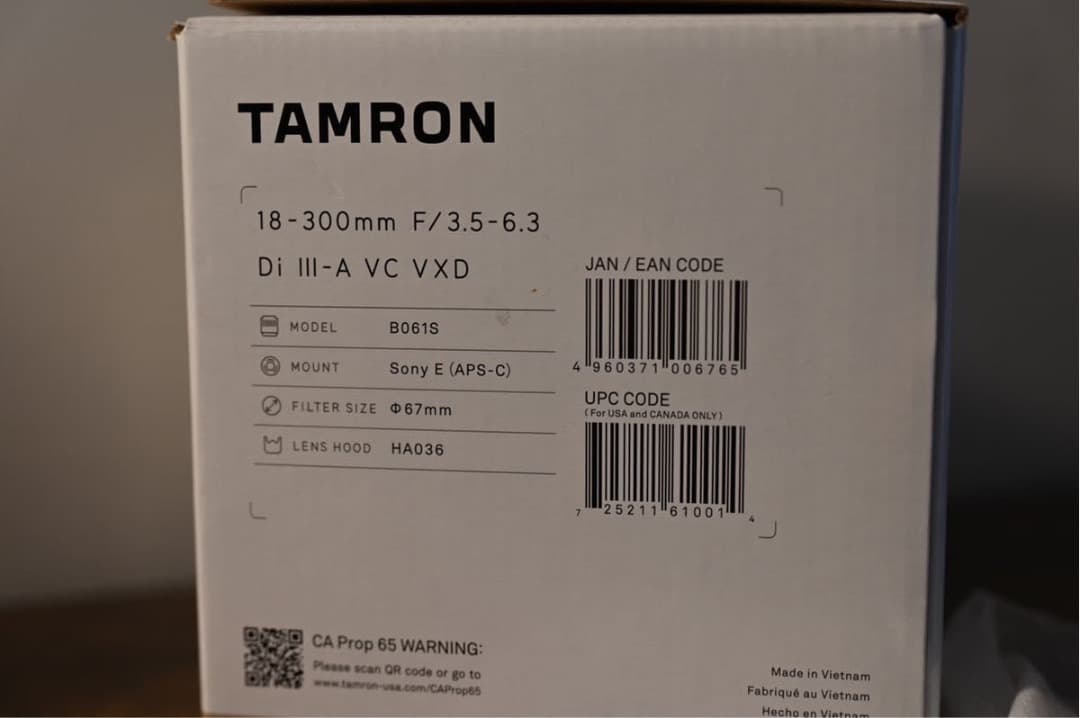 TAMRON
18-300mm F/3.5-6.3
Di III-A VC VXD
MODEL B061S
MOUNT Sony E (APS-C)
FILTER SIZE Φ67mm
LENS HOOD HA036
JAN / EAN CODE
4 960371 006765
UPC CODE
(For USA and CANADA ONLY)
7 25211 61001 4
CA Prop 65 WARNING:
Please scan QR code or go to
www.tamron-usa.com/CAProp65
Made in Vietnam
Fabriqué au Vietnam
Hecho en Vietnam